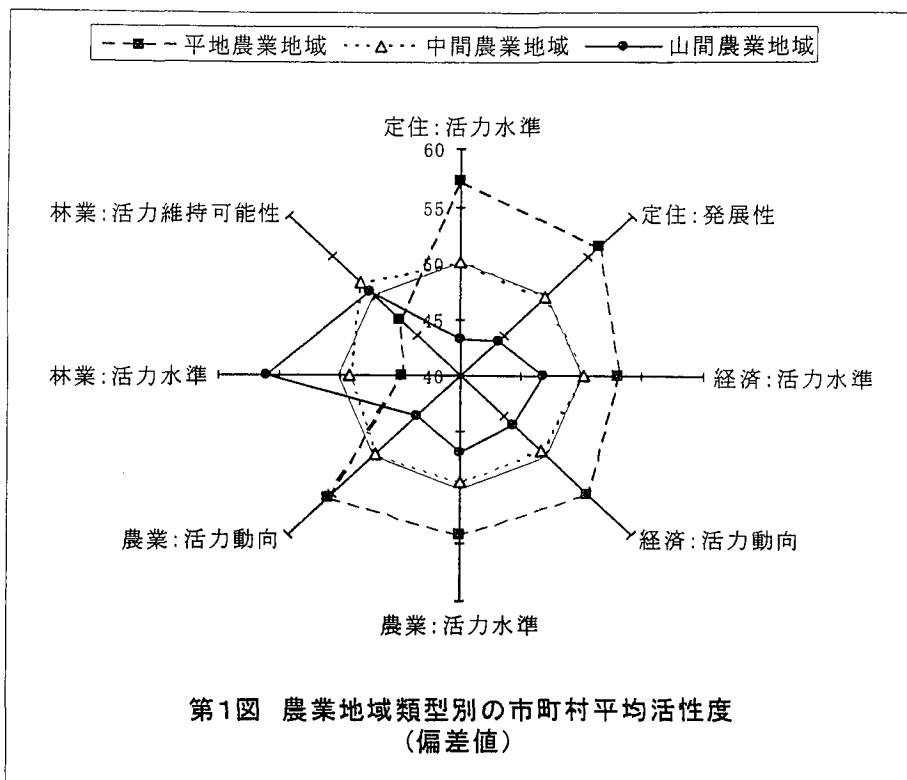 平地農業地域 中間農業地域 山間農業地域
定住:活力水準
60
林業:活力維持可能性
55
定住:発展性
50
45
林業:活力水準
40
経済:活力水準
農業:活力動向
経済:活力動向
農業:活力水準
第1図 農業地域類型別の市町村平均活性度
(偏差値)